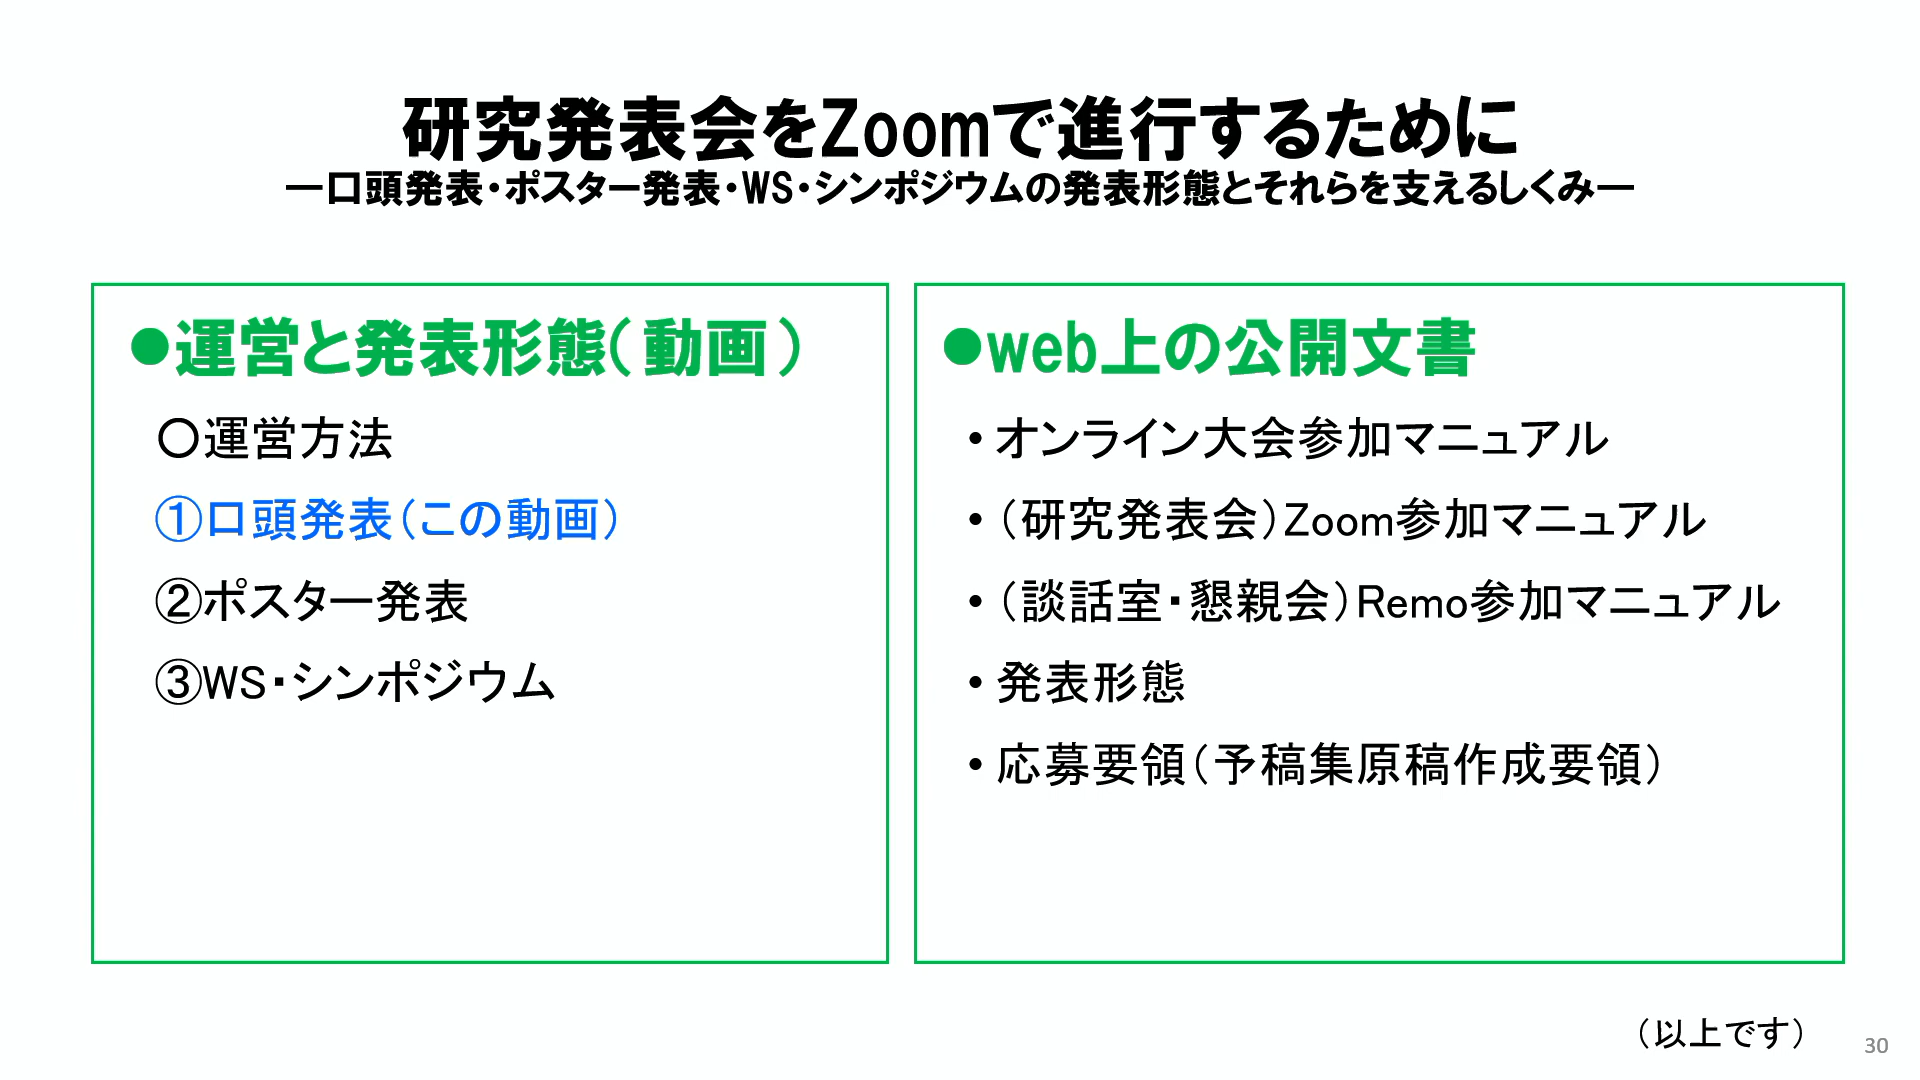 研究発表会をZoomで進行するために
―口頭発表・ポスター発表・WS・シンポジウムの発表形態とそれらを支えるしくみ―
●運営と発表形態（動画）
〇運営方法
①口頭発表（この動画）
②ポスター発表
③WS・シンポジウム
●web上の公開文書
• オンライン大会参加マニュアル
• （研究発表会）Zoom参加マニュアル
• （談話室・懇親会）Remo参加マニュアル
• 発表形態
• 応募要領（予稿集原稿作成要領）
（以上です）
30